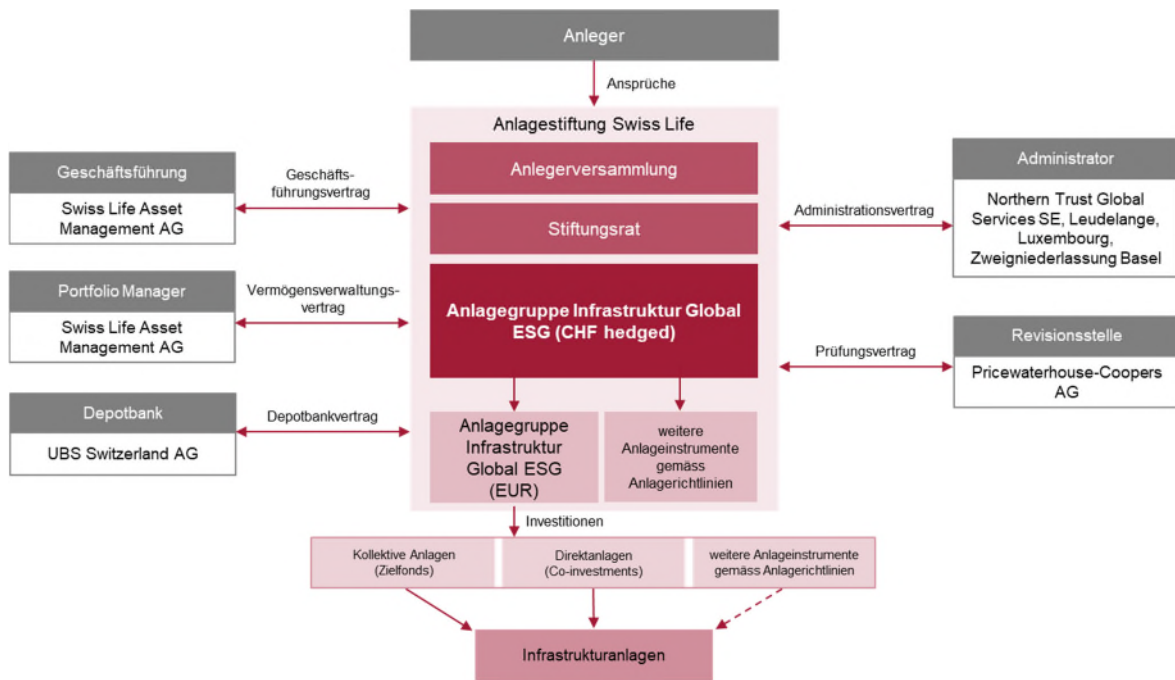 Anleger
Ansprüche
Anlagestiftung Swiss Life
Anlegerversammlung
Stiftungsrat
Anlagegruppe Infrastruktur Global
ESG (CHF hedged)
Anlagegruppe
Infrastruktur
Global ESG
(EUR)
weitere
Anlageinstrumente
gemäss
Anlagerichtlinien
Geschäftsführung
Swiss Life Asset
Management AG
Geschäfts-
führungsvertrag
Portfolio Manager
Swiss Life Asset
Management AG
Vermögensverwaltungs-
vertrag
Depotbank
UBS Switzerland AG
Depotbankvertrag
Administrationsvertrag
Administrator
Northern Trust Global
Services SE, Leudelange,
Luxembourg,
Zweigniederlassung Basel
Prüfungsvertrag
Revisionsstelle
Pricewaterhouse-Coopers
AG
Investitionen
Kollektive Anlagen
(Zielfonds)
Direktanlagen
(Co-investments)
weitere Anlageinstrumente
gemäss Anlagerichtlinien
Infrastrukturanlagen